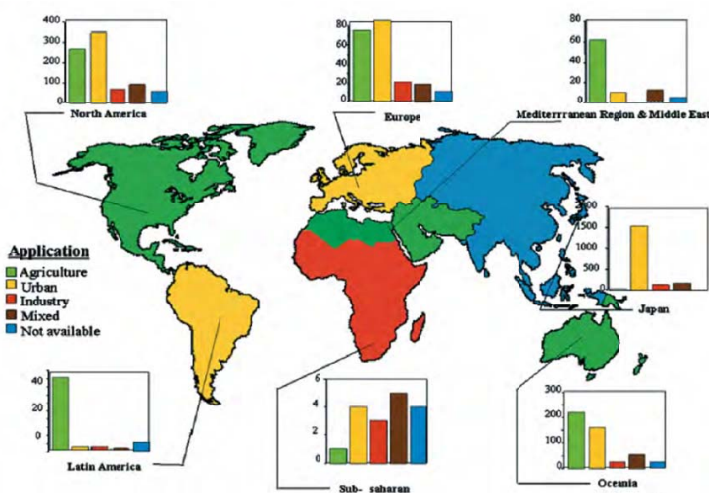 400
300
200
100
0
North America
80
60
40
20
0
Europe
80
60
40
20
0
Mediterrranean Region & Middle East
Application
Agriculture
Urban
Industry
Mixed
Not available
1500
1000
500
0
Japan
40
20
0
Latin America
6
4
2
0
Sub- saharan
300
200
100
0
Oceania